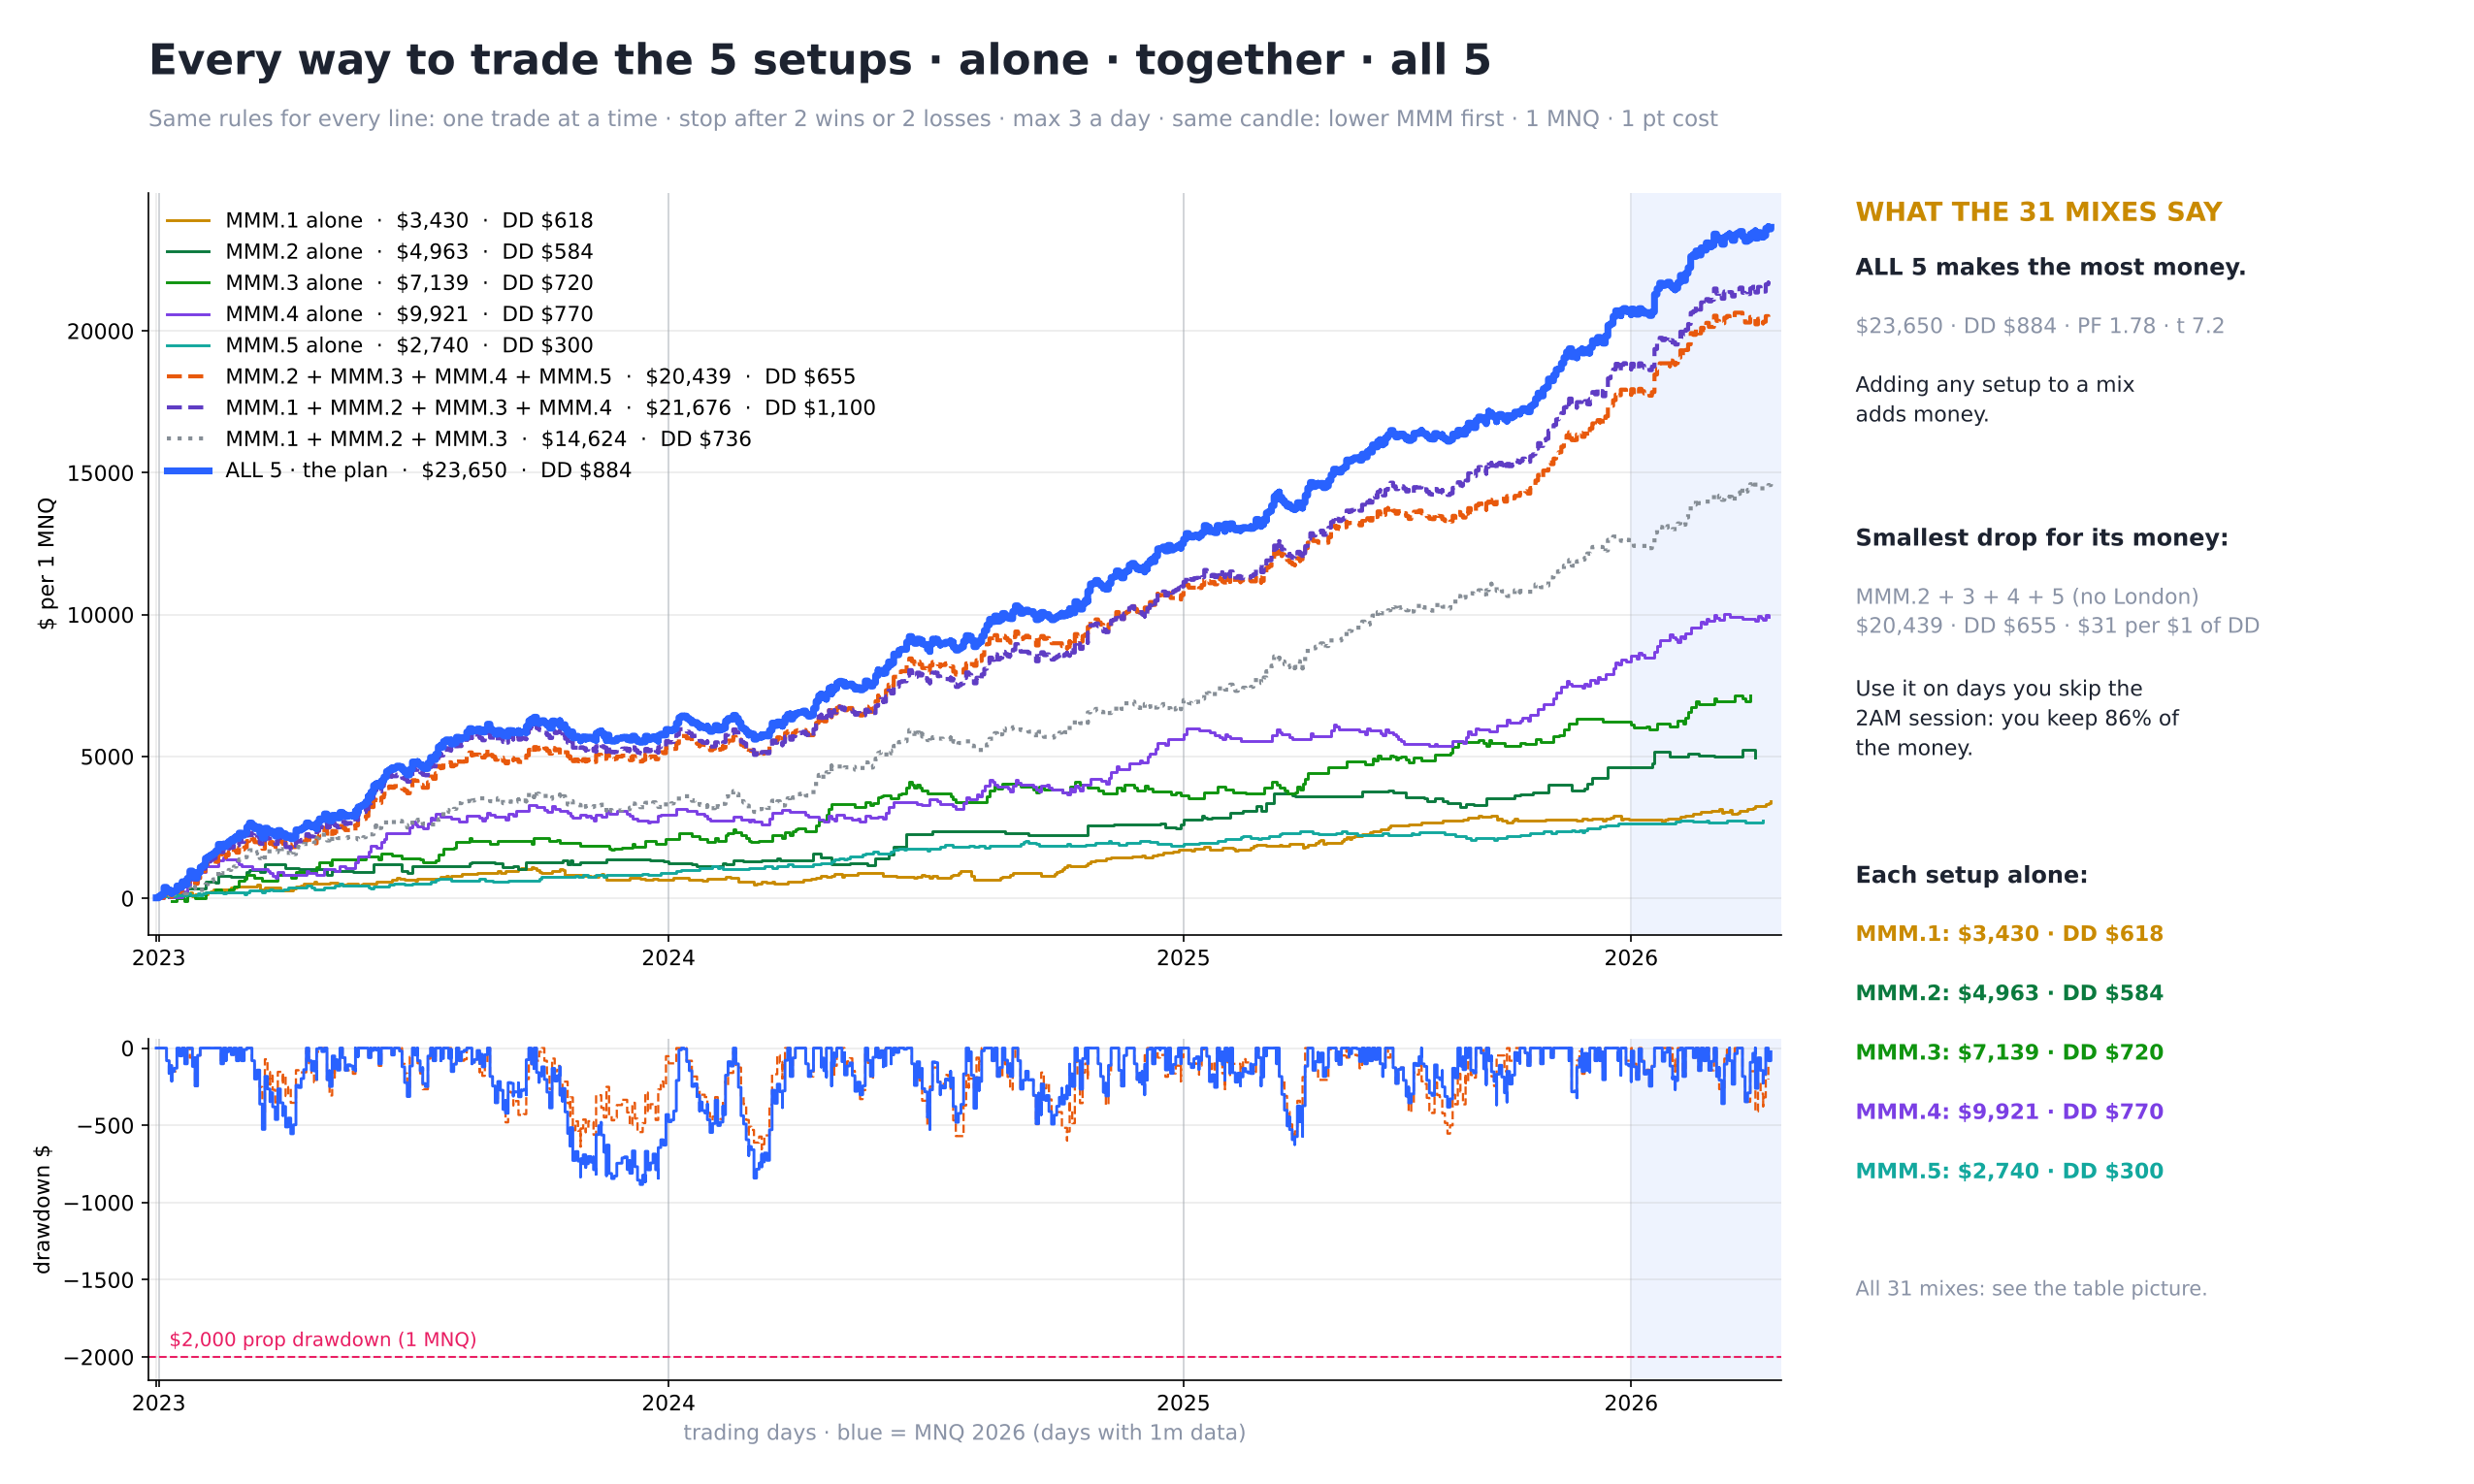 Every way to trade the 5 setups · alone · together · all 5
Same rules for every line: one trade at a time · stop after 2 wins or 2 losses · max 3 a day · same candle: lower MMM first · 1 MNQ · 1 pt cost
MMM.1 alone · $3,430 · DD $618
MMM.2 alone · $4,963 · DD $584
MMM.3 alone · $7,139 · DD $720
MMM.4 alone · $9,921 · DD $770
MMM.5 alone · $2,740 · DD $300
MMM.2 + MMM.3 + MMM.4 + MMM.5 · $20,439 · DD $655
MMM.1 + MMM.2 + MMM.3 + MMM.4 · $21,676 · DD $1,100
MMM.1 + MMM.2 + MMM.3 · $14,624 · DD $736
ALL 5 · the plan · $23,650 · DD $884
$ per 1 MNQ
20000
15000
10000
5000
0
2023 2024 2025 2026
drawdown $
0
−500
−1000
−1500
−2000
$2,000 prop drawdown (1 MNQ)
2023 2024 2025 2026
trading days · blue = MNQ 2026 (days with 1m data)
WHAT THE 31 MIXES SAY
ALL 5 makes the most money.
$23,650 · DD $884 · PF 1.78 · t 7.2
Adding any setup to a mix
adds money.
Smallest drop for its money:
MMM.2 + 3 + 4 + 5 (no London)
$20,439 · DD $655 · $31 per $1 of DD
Use it on days you skip the
2AM session: you keep 86% of
the money.
Each setup alone:
MMM.1: $3,430 · DD $618
MMM.2: $4,963 · DD $584
MMM.3: $7,139 · DD $720
MMM.4: $9,921 · DD $770
MMM.5: $2,740 · DD $300
All 31 mixes: see the table picture.